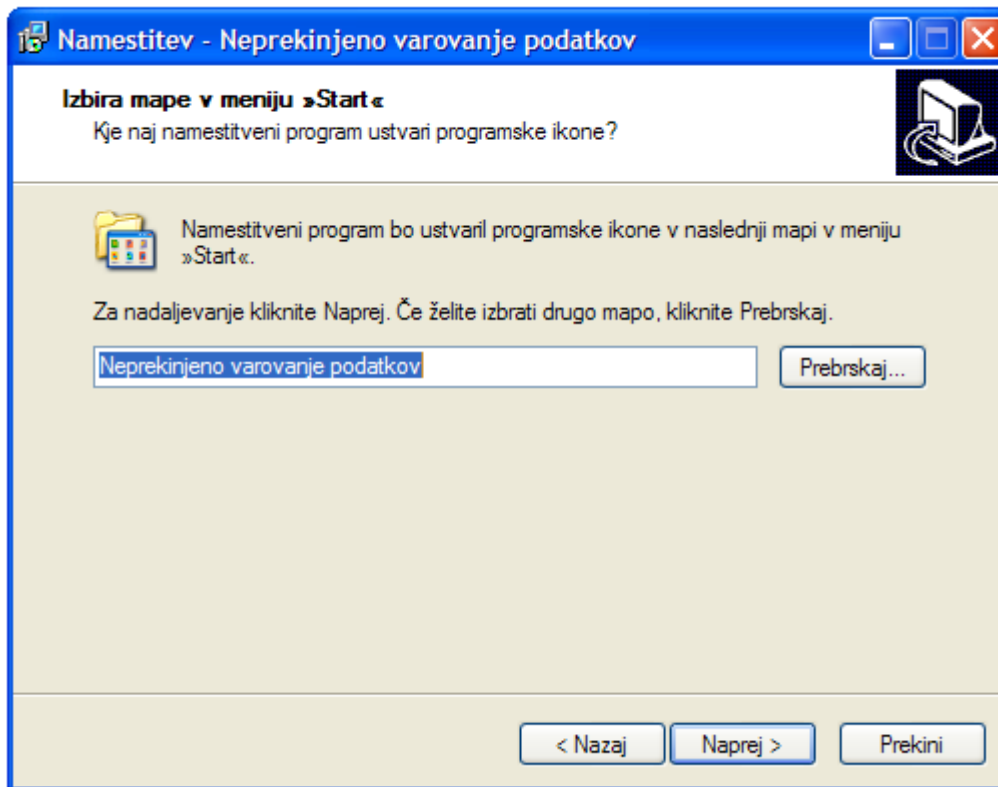 Namestitev - Neprekinjeno varovanje podatkov
Izbira mape v meniju »Start«
Kje naj namestitveni program ustvari programske ikone?
Namestitveni program bo ustvaril programske ikone v naslednji mapi v meniju
»Start«.
Za nadaljevanje kliknite Naprej. Če želite izbrati drugo mapo, kliknite Prebrskaj.
Neprekinjeno varovanje podatkov
Prebrskaj...
< Nazaj
Naprej >
Prekini